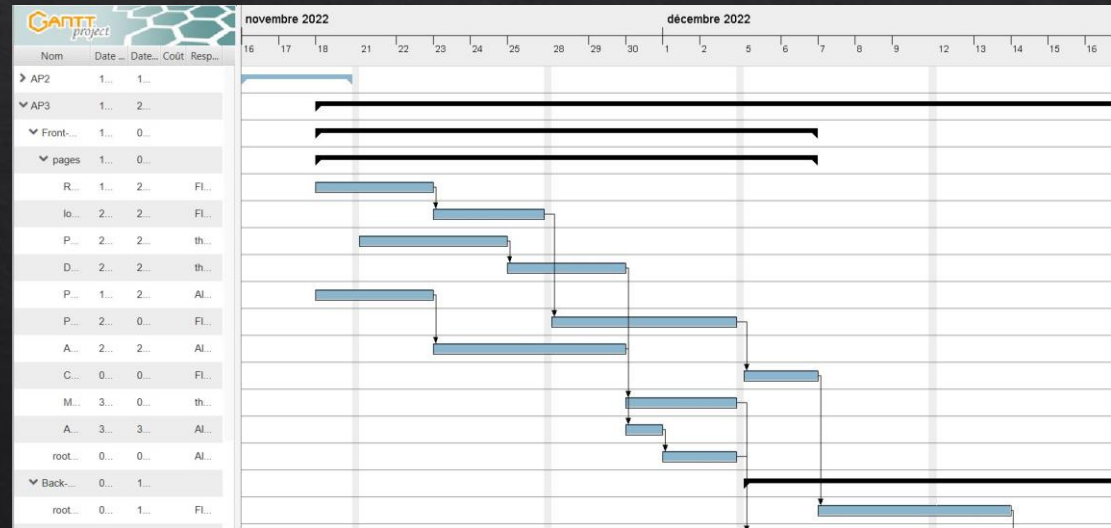 GANTT project
novembre 2022
décembre 2022
16 17 18 21 22 23 24 25 28 29 30 1 2 5 6 7 8 9 12 13 14 15 16
Nom Date ... Date... Coût Resp...
AP2 1... 1...
AP3 1... 2...
Front-... 1... 0...
pages 1... 0...
R... 1... 2... Fl...
lo... 2... 2... Fl...
P... 2... 2... th...
D... 2... 2... th...
P... 1... 2... Al...
P... 2... 0... Fl...
A... 2... 2... Al...
C... 0... 0... Fl...
M... 3... 0... th...
A... 3... 3... Al...
root... 0... 0... Al...
Back-... 0... 1...
root... 0... 1... Fl...